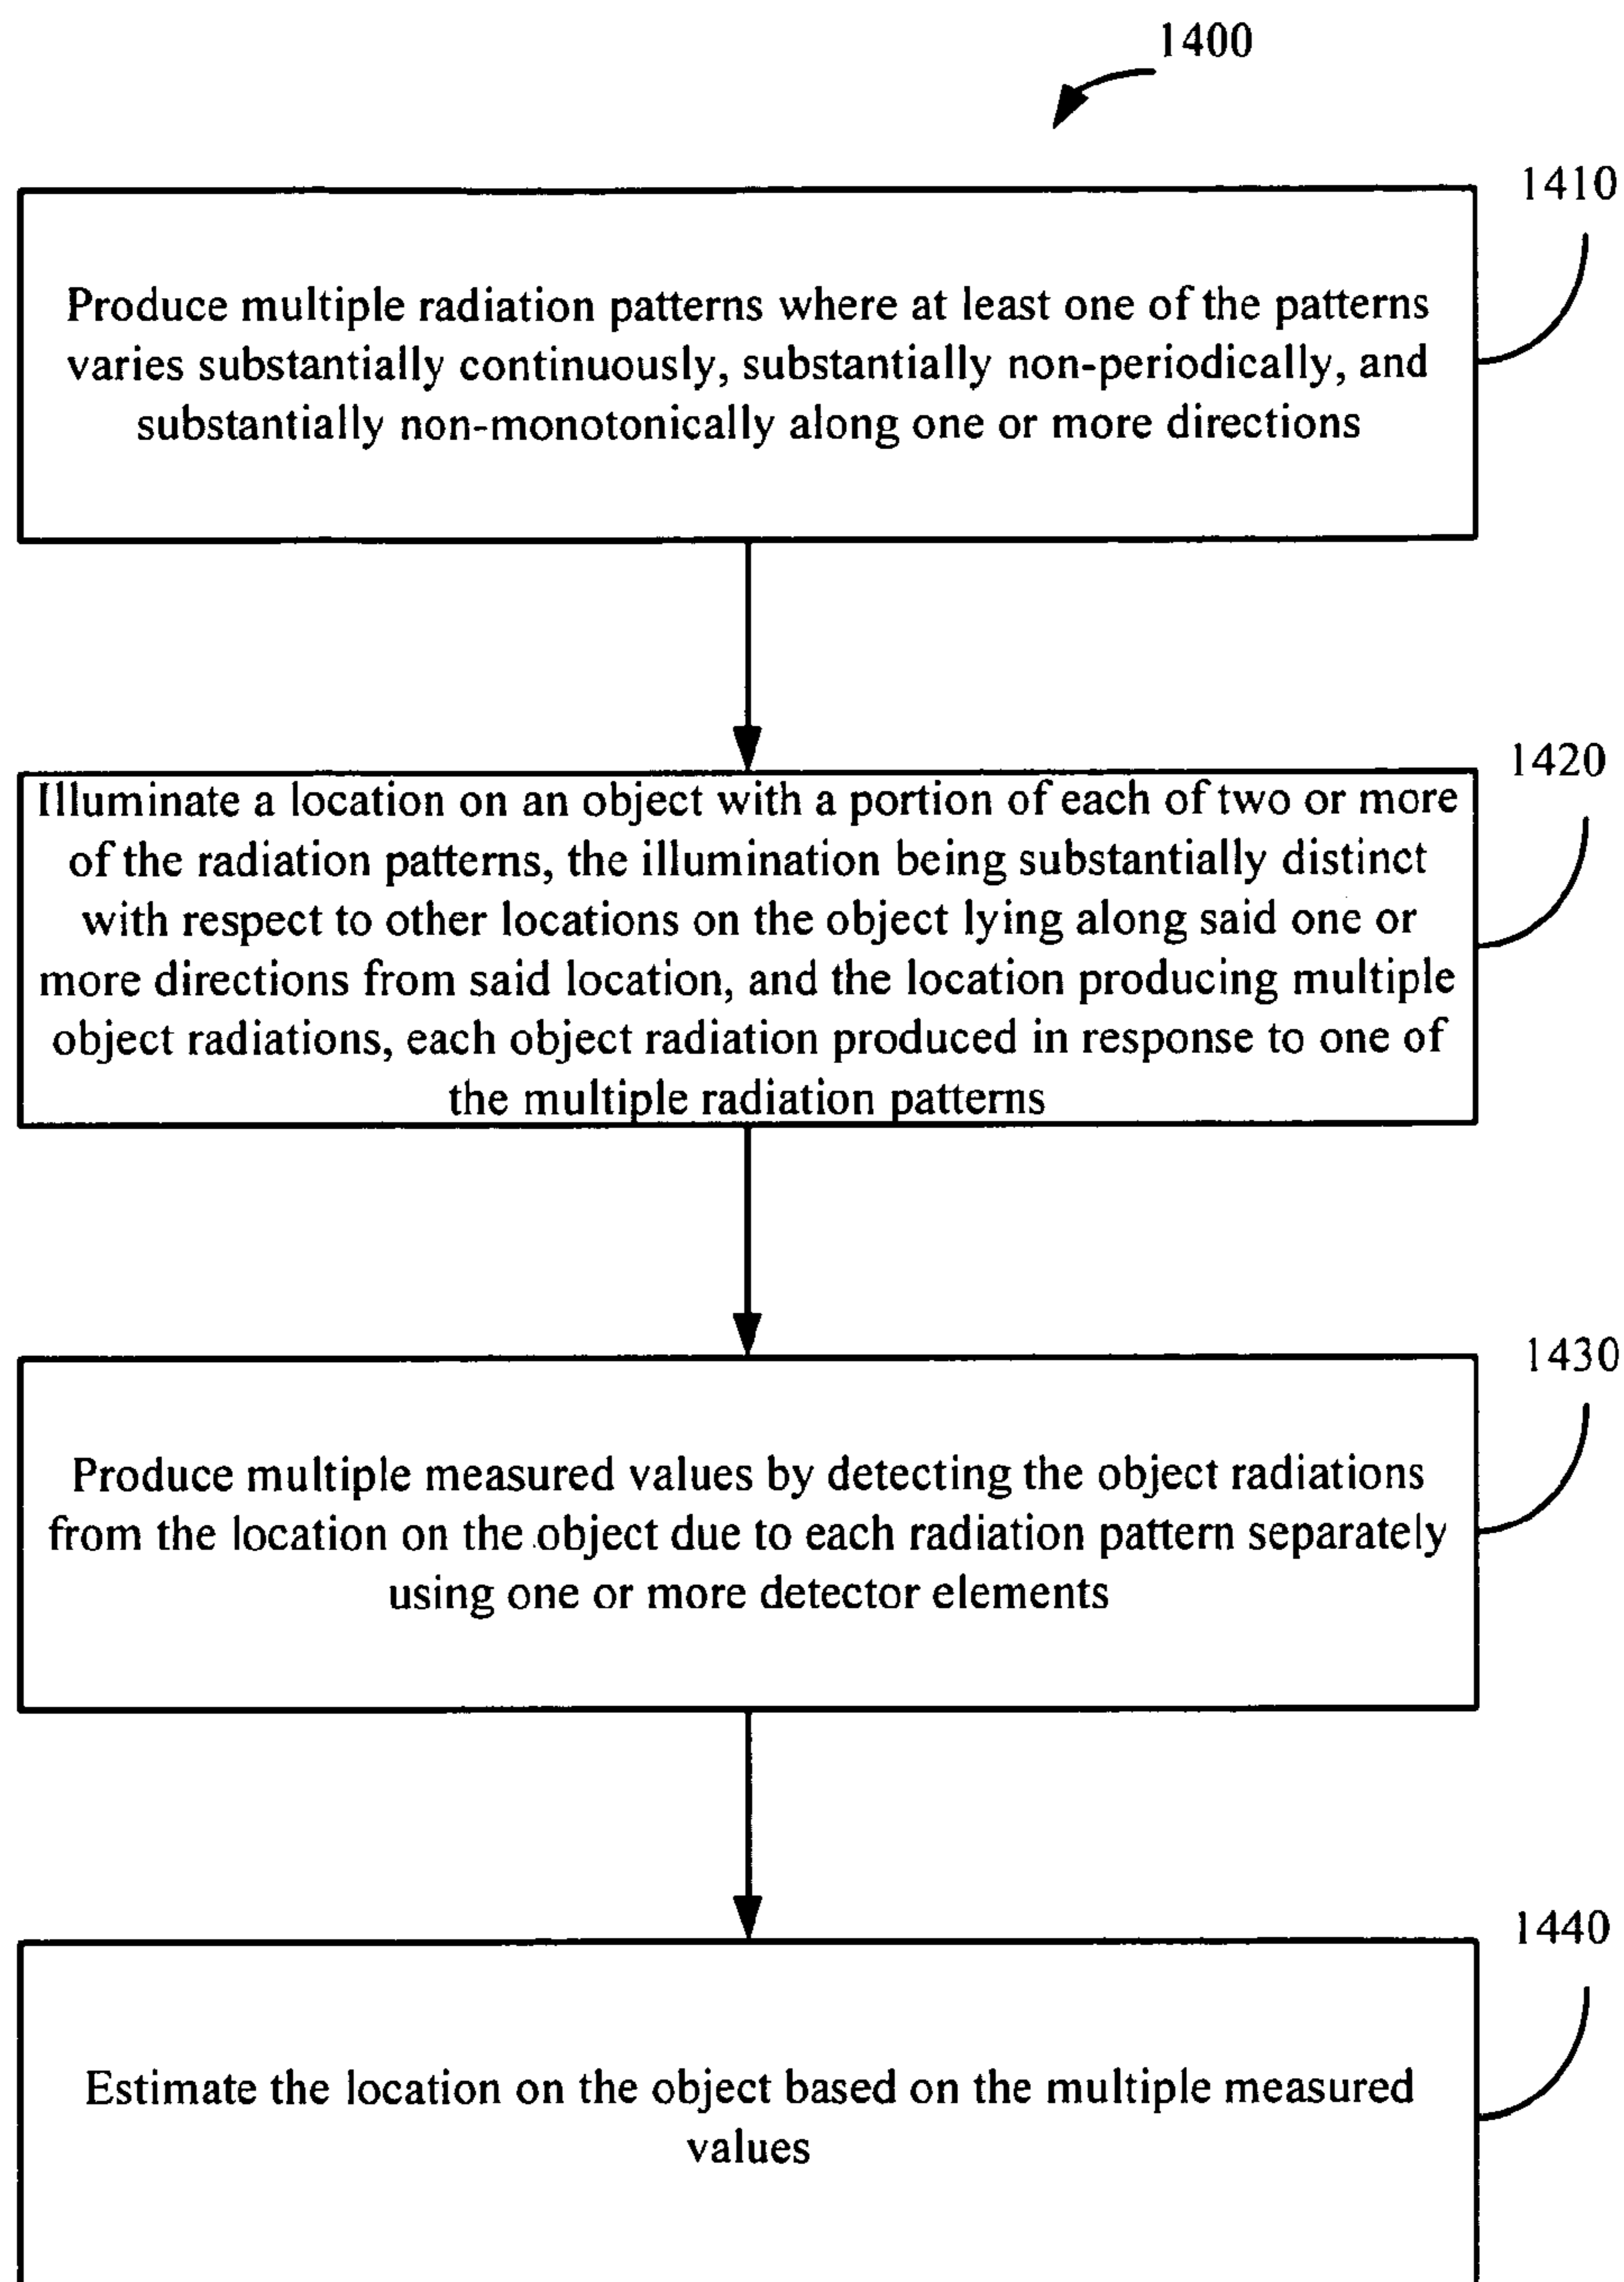 1400
1410
Produce multiple radiation patterns where at least one of the patterns
varies substantially continuously, substantially non-periodically, and
substantially non-monotonically along one or more directions
1420
Illuminate a location on an object with a portion of each of two or more
of the radiation patterns, the illumination being substantially distinct
with respect to other locations on the object lying along said one or
more directions from said location, and the location producing multiple
object radiations, each object radiation produced in response to one of
the multiple radiation patterns
1430
Produce multiple measured values by detecting the object radiations
from the location on the object due to each radiation pattern separately
using one or more detector elements
1440
Estimate the location on the object based on the multiple measured
values